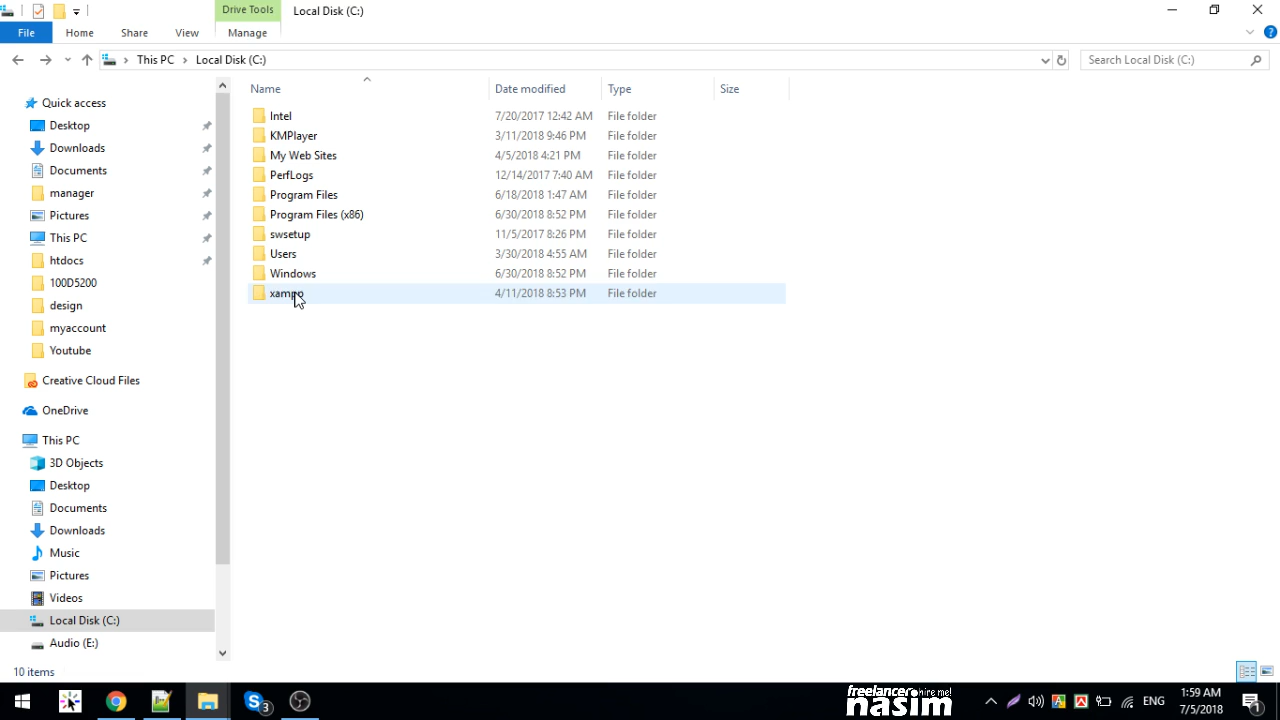 Drive Tools
Local Disk (C:)
File
Home
Share
View
Manage
This PC
Local Disk (C:)
Search Local Disk (C:)
Quick access
Desktop
Downloads
Documents
manager
Pictures
This PC
htdocs
100D5200
design
myaccount
Youtube
Creative Cloud Files
OneDrive
This PC
3D Objects
Desktop
Documents
Downloads
Music
Pictures
Videos
Local Disk (C:)
Audio (E:)
Name Date modified Type Size
Intel 7/20/2017 12:42 AM File folder
KMPlayer 3/11/2018 9:46 PM File folder
My Web Sites 4/5/2018 4:21 PM File folder
PerfLogs 12/14/2017 7:40 AM File folder
Program Files 6/18/2018 1:47 AM File folder
Program Files (x86) 6/30/2018 8:52 PM File folder
swsetup 11/5/2017 8:26 PM File folder
Users 3/30/2018 4:55 AM File folder
Windows 6/30/2018 8:52 PM File folder
xampp 4/11/2018 8:53 PM File folder
10 items
freelancer hire me!
nasim
ENG
1:59 AM
7/5/2018
3
1